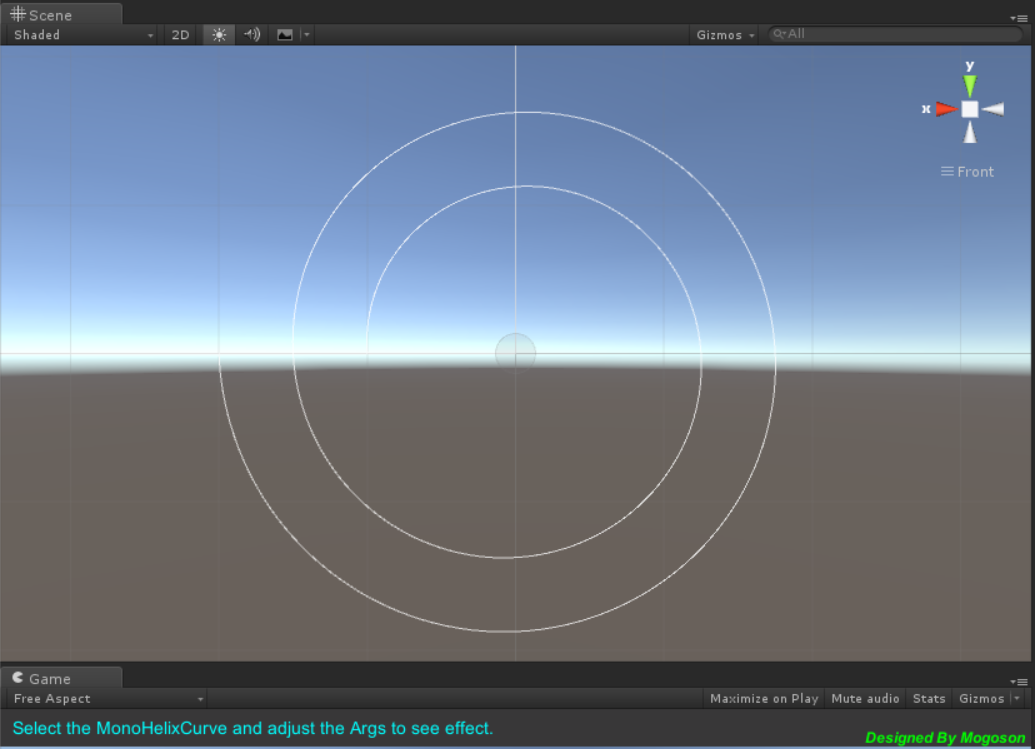 Scene
Shaded 2D Gizmos All
y
x
Front
Game
Free Aspect Maximize on Play Mute audio Stats Gizmos
Select the MonoHelixCurve and adjust the Args to see effect.
Designed By Mogoson